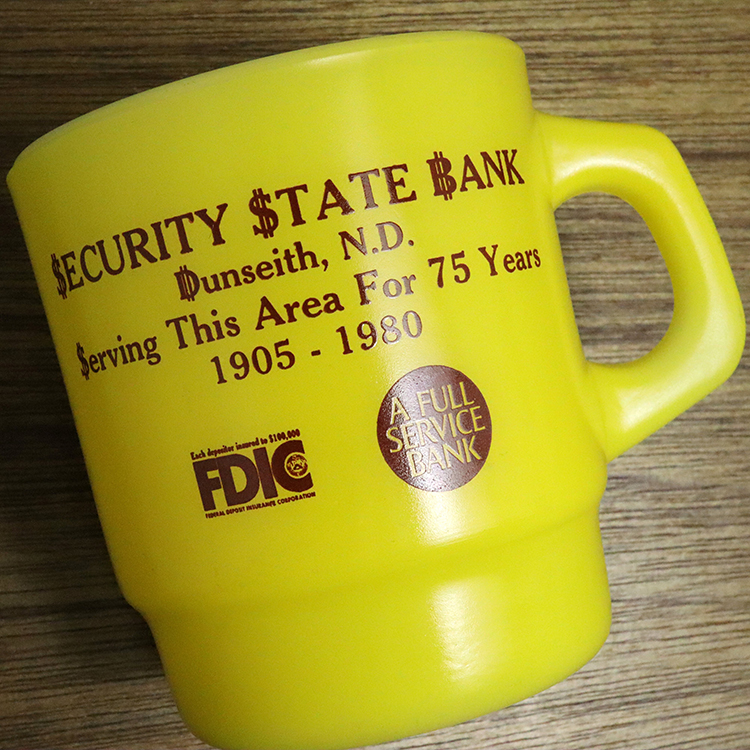 $ECURITY $TATE BANK
Dunseith, N.D.
$erving This Area For 75 Years
1905 - 1980
Each depositor insured to $100,000
FDIC
FEDERAL DEPOSIT INSURANCE CORPORATION
A FULL
SERVICE
BANK